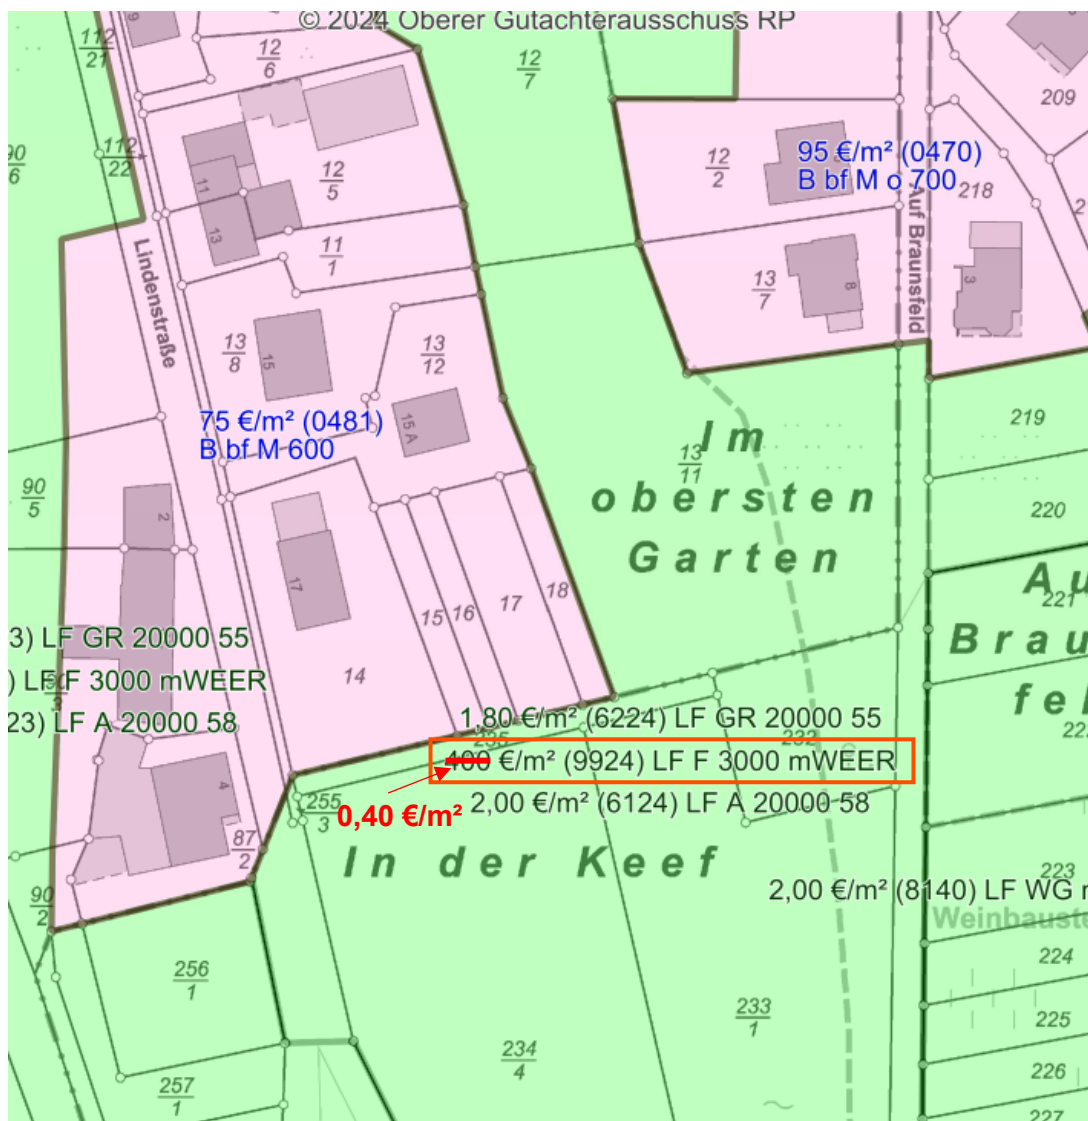 © 2024 Oberer Gutachterausschuss RP
112
21
12
6
12
7
209
90
6
112
22
11
13
12
5
12
2
95 €/m² (0470)
B bf M o 700
218
Auf Braunsfeld
Lindenstraße
11
1
13
7
8
3
13
8
15
13
12
15 A
75 €/m² (0481)
B bf M 600
Im
13
11
obersten
Garten
219
220
90
5
2
17
14
15
16
17
18
221
Brau
3) LF GR 20000 55
) LF F 3000 mWEER
23) LF A 20000 58
1,80 €/m² (6224) LF GR 20000 55
235
232
400 €/m² (9924) LF F 3000 mWEER
0,40 €/m²
2,00 €/m² (6124) LF A 20000 58
255
3
4
87
2
In der Keef
223
2,00 €/m² (8140) LF WG
Weinbauste
90
2
224
256
1
233
1
225
234
4
226
257
1
227